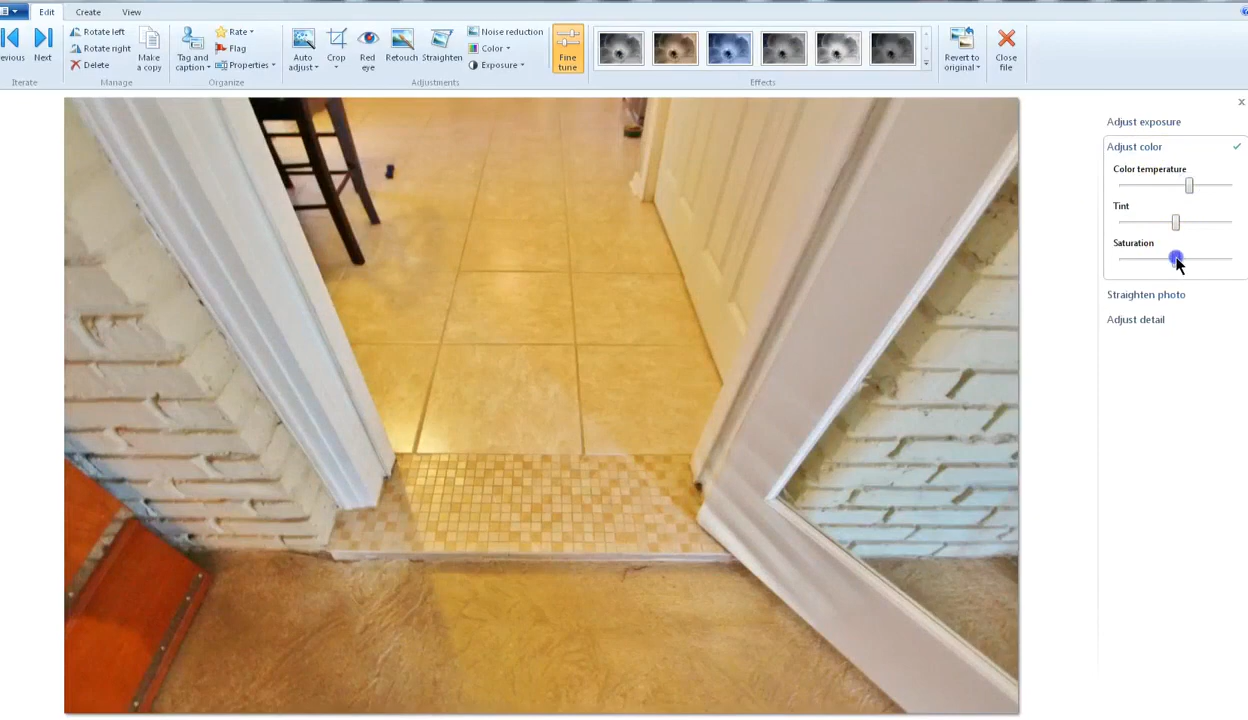 Edit Create View
evious
Next
Rotate left
Rotate right
Delete
Make
a copy
Tag and
caption
Rate
Flag
Properties
Auto
adjust
Crop
Red
eye
Retouch
Straighten
Noise reduction
Color
Exposure
Fine
tune
Revert to
original
Close
file
Iterate
Manage
Organize
Adjustments
Effects
Adjust exposure
Adjust color
Color temperature
Tint
Saturation
Straighten photo
Adjust detail